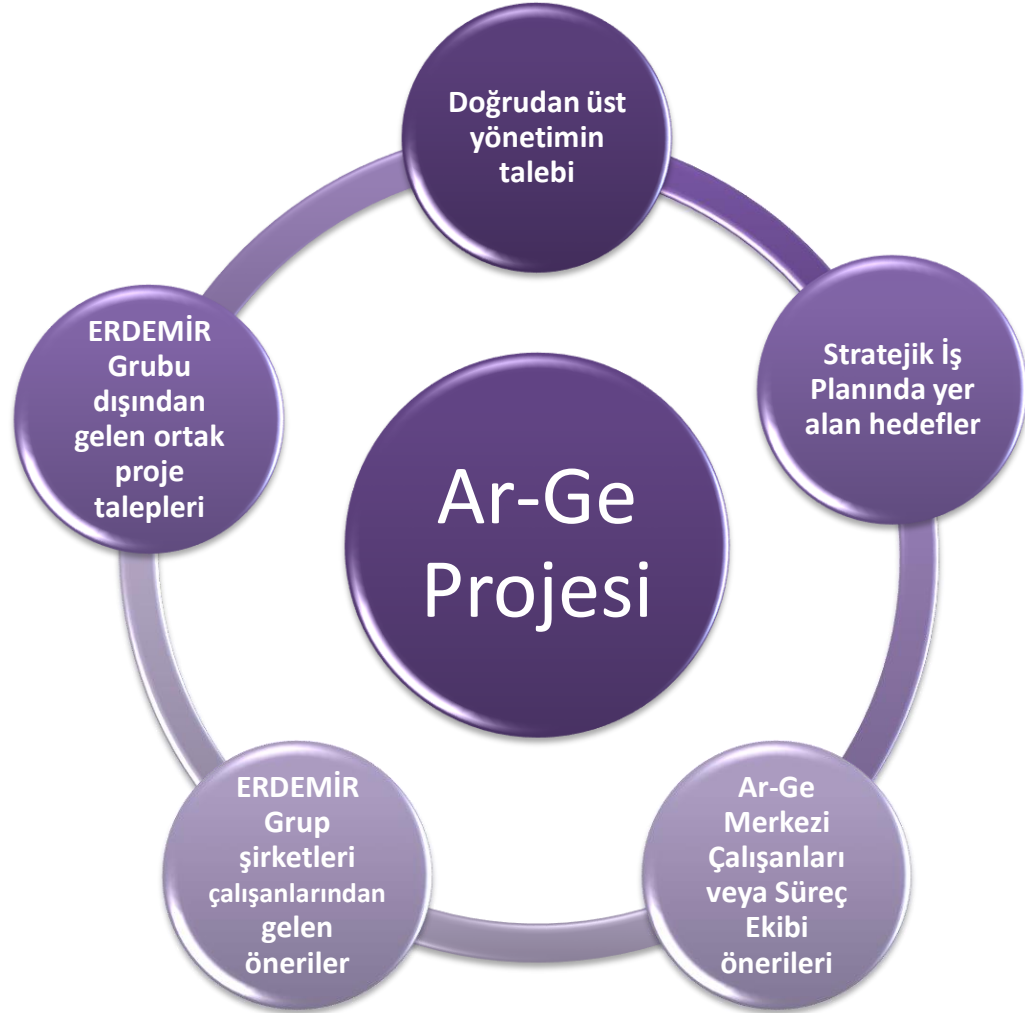 Doğrudan üst
yönetimin
talebi
Stratejik İş
Planında yer
alan hedefler
Ar-Ge
Merkezi
Çalışanları
veya Süreç
Ekibi
önerileri
ERDEMİR
Grup
şirketleri
çalışanlarından
gelen
öneriler
ERDEMİR
Grubu
dışından
gelen ortak
proje
talepleri
Ar-Ge
Projesi